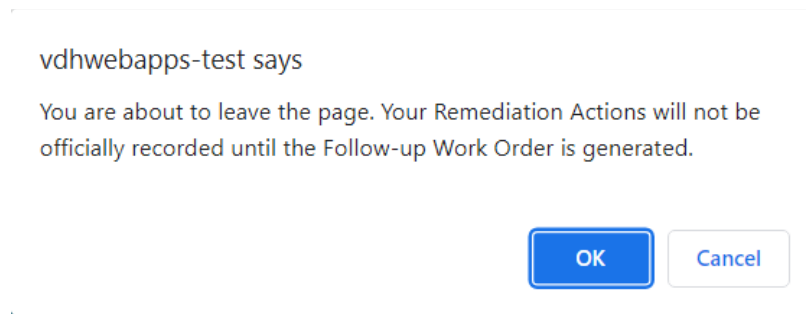 vdhwebapps-test says
You are about to leave the page. Your Remediation Actions will not be
officially recorded until the Follow-up Work Order is generated.
OK
Cancel